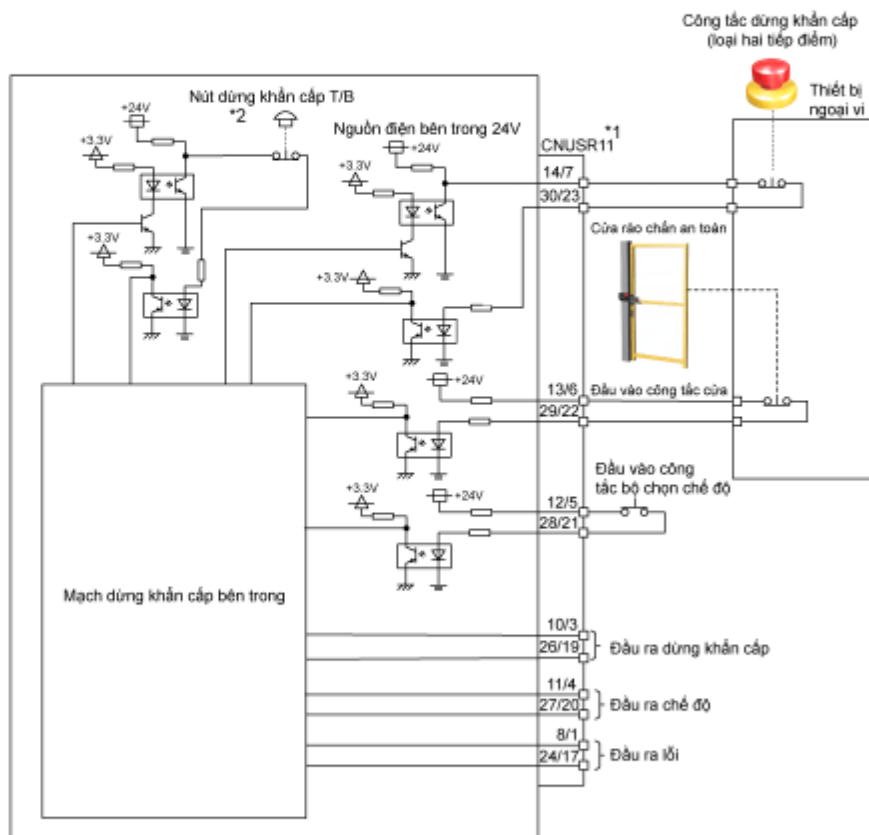 Công tắc dừng khẩn cấp
(loại hai tiếp điểm)
Thiết bị
ngoại vi
Nút dừng khẩn cấp T/B
*2
+24V
+3.3V
+3.3V
Nguồn điện bên trong 24V
+24V
+3.3V
+3.3V
*1
CNUSR11
14/7
30/23
Cửa rào chắn an toàn
+3.3V
+24V
13/6
29/22
Đầu vào công tắc cửa
+3.3V
+24V
12/5
28/21
Đầu vào công
tắc bộ chọn chế độ
Mạch dừng khẩn cấp bên trong
10/3
26/19
Đầu ra dừng khẩn cấp
11/4
27/20
Đầu ra chế độ
8/1
24/17
Đầu ra lỗi